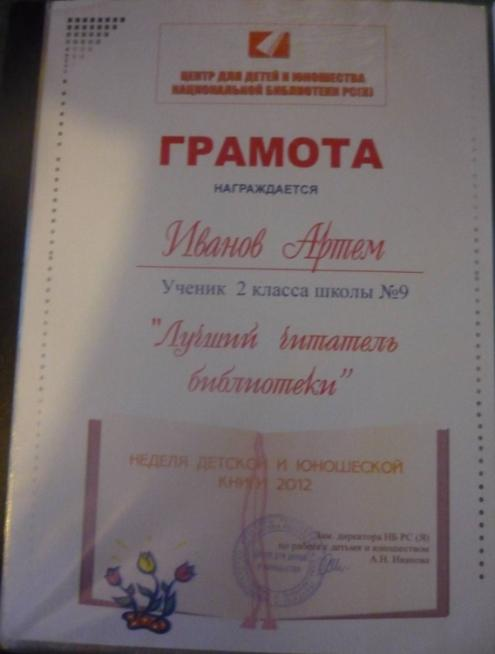 ЦЕНТР ДЛЯ ДЕТЕЙ И ЮНОШЕСТВА
НАЦИОНАЛЬНОЙ БИБЛИОТЕКИ РС(Я)
ГРАМОТА
НАГРАЖДАЕТСЯ
Иванов Артем
Ученик 2 класса школы №9
"Лучший читатель
библиотеки"
НЕДЕЛЯ ДЕТСКОЙ И ЮНОШЕСКОЙ
КНИГИ 2012
Зам. директора НБ РС (Я)
по работе с детьми и юношеством
А.Н. Иванова